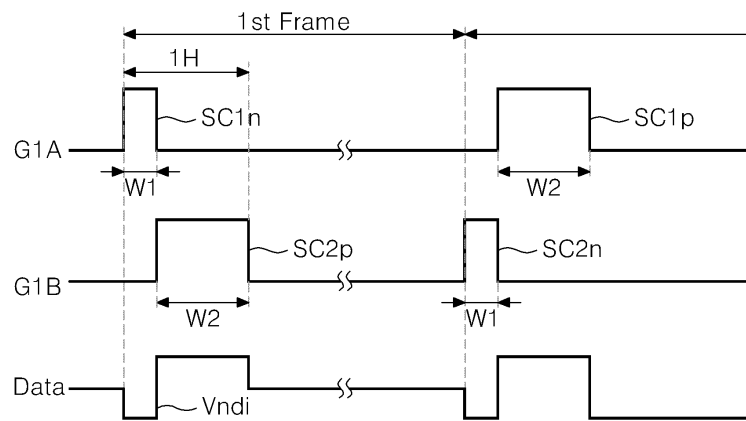 1st Frame
1H
SC1n
SC1p
G1A
W1
W2
SC2p
SC2n
G1B
W2
W1
Data
Vndi